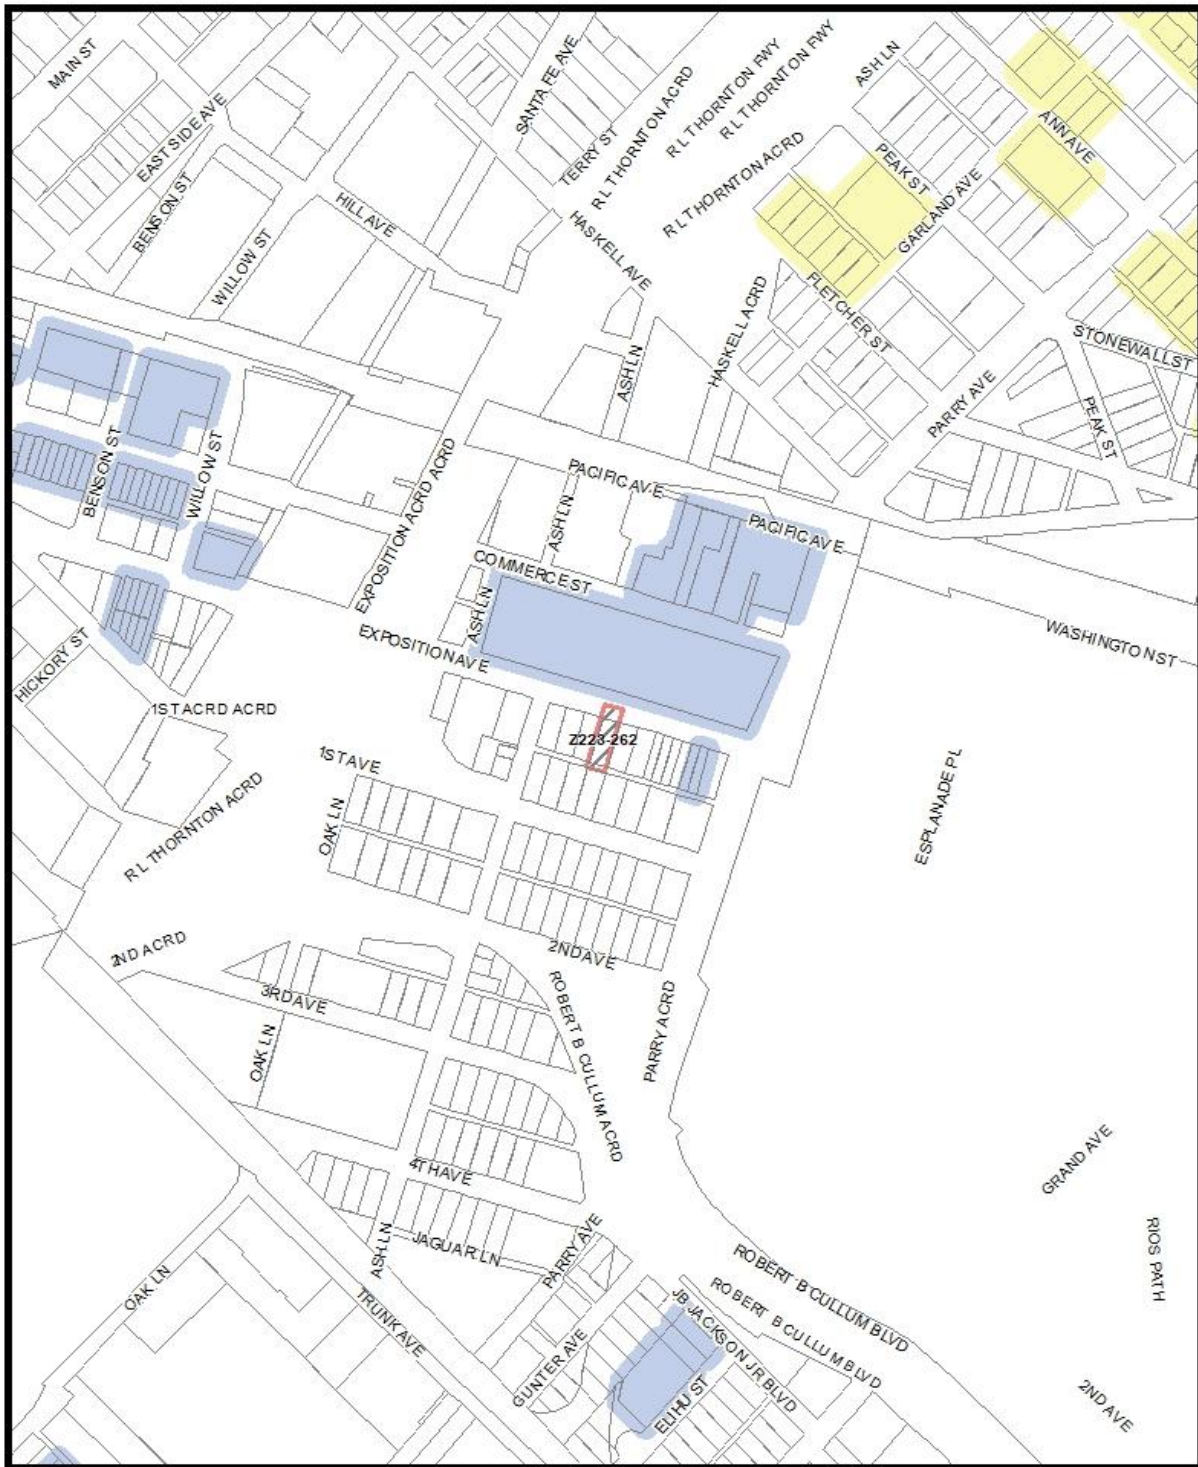 MAIN ST
EAST SIDE AVE
BENSON ST
WILLOW ST
HILL AVE
SANTA FE AVE
TERRY ST
R L THORNTON ACRD
R L THORNTON FWY
R L THORNTON FWY
R L THORNTON ACRD
HASKELL AVE
ASH LN
PEAK ST
ANN AVE
GARLAND AVE
FLETCHER ST
HASKELL ACRD
ASH LN
STONEWALL ST
PARRY AVE
PEAK ST
BENSON ST
WILLOW ST
EXPOSITION ACRD ACRD
PACIFIC AVE
ASH LN
PACIFIC AVE
COMMERCE ST
ASH LN
EXPOSITION AVE
WASHINGTON ST
HICKORY ST
1ST ACRD ACRD
Z223-262
1ST AVE
OAK LN
R L THORNTON ACRD
ESPLANADE PL
2ND ACRD
2ND AVE
3RD AVE
OAK LN
ROBERT B CULLUM ACRD
PARRY ACRD
4TH AVE
GRAND AVE
RIOS PATH
ASH LN
JAGUAR LN
PARRY AVE
OAK LN
TRUNK AVE
GUNTER AVE
JB JACKSON JR BLVD
ELIHU ST
ROBERT B CULLUM BLVD
ROBERT B CULLUM BLVD
2ND AVE